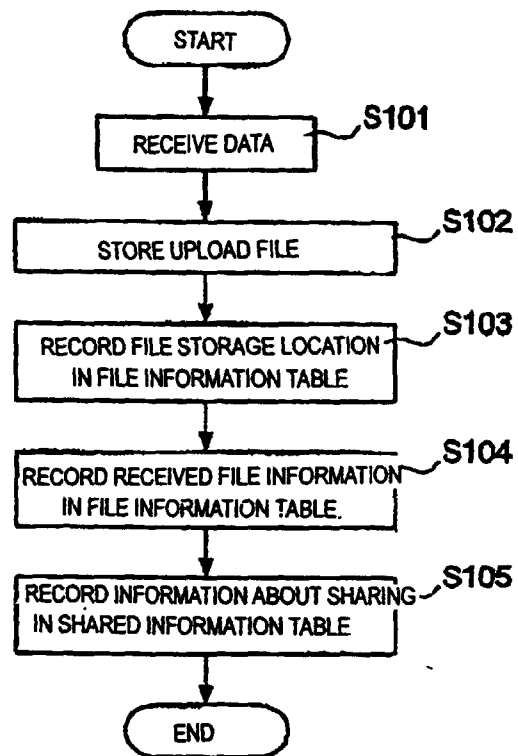 START
S101
RECEIVE DATA
S102
STORE UPLOAD FILE
S103
RECORD FILE STORAGE LOCATION
IN FILE INFORMATION TABLE
S104
RECORD RECEIVED FILE INFORMATION
IN FILE INFORMATION TABLE.
S105
RECORD INFORMATION ABOUT SHARING
IN SHARED INFORMATION TABLE
END